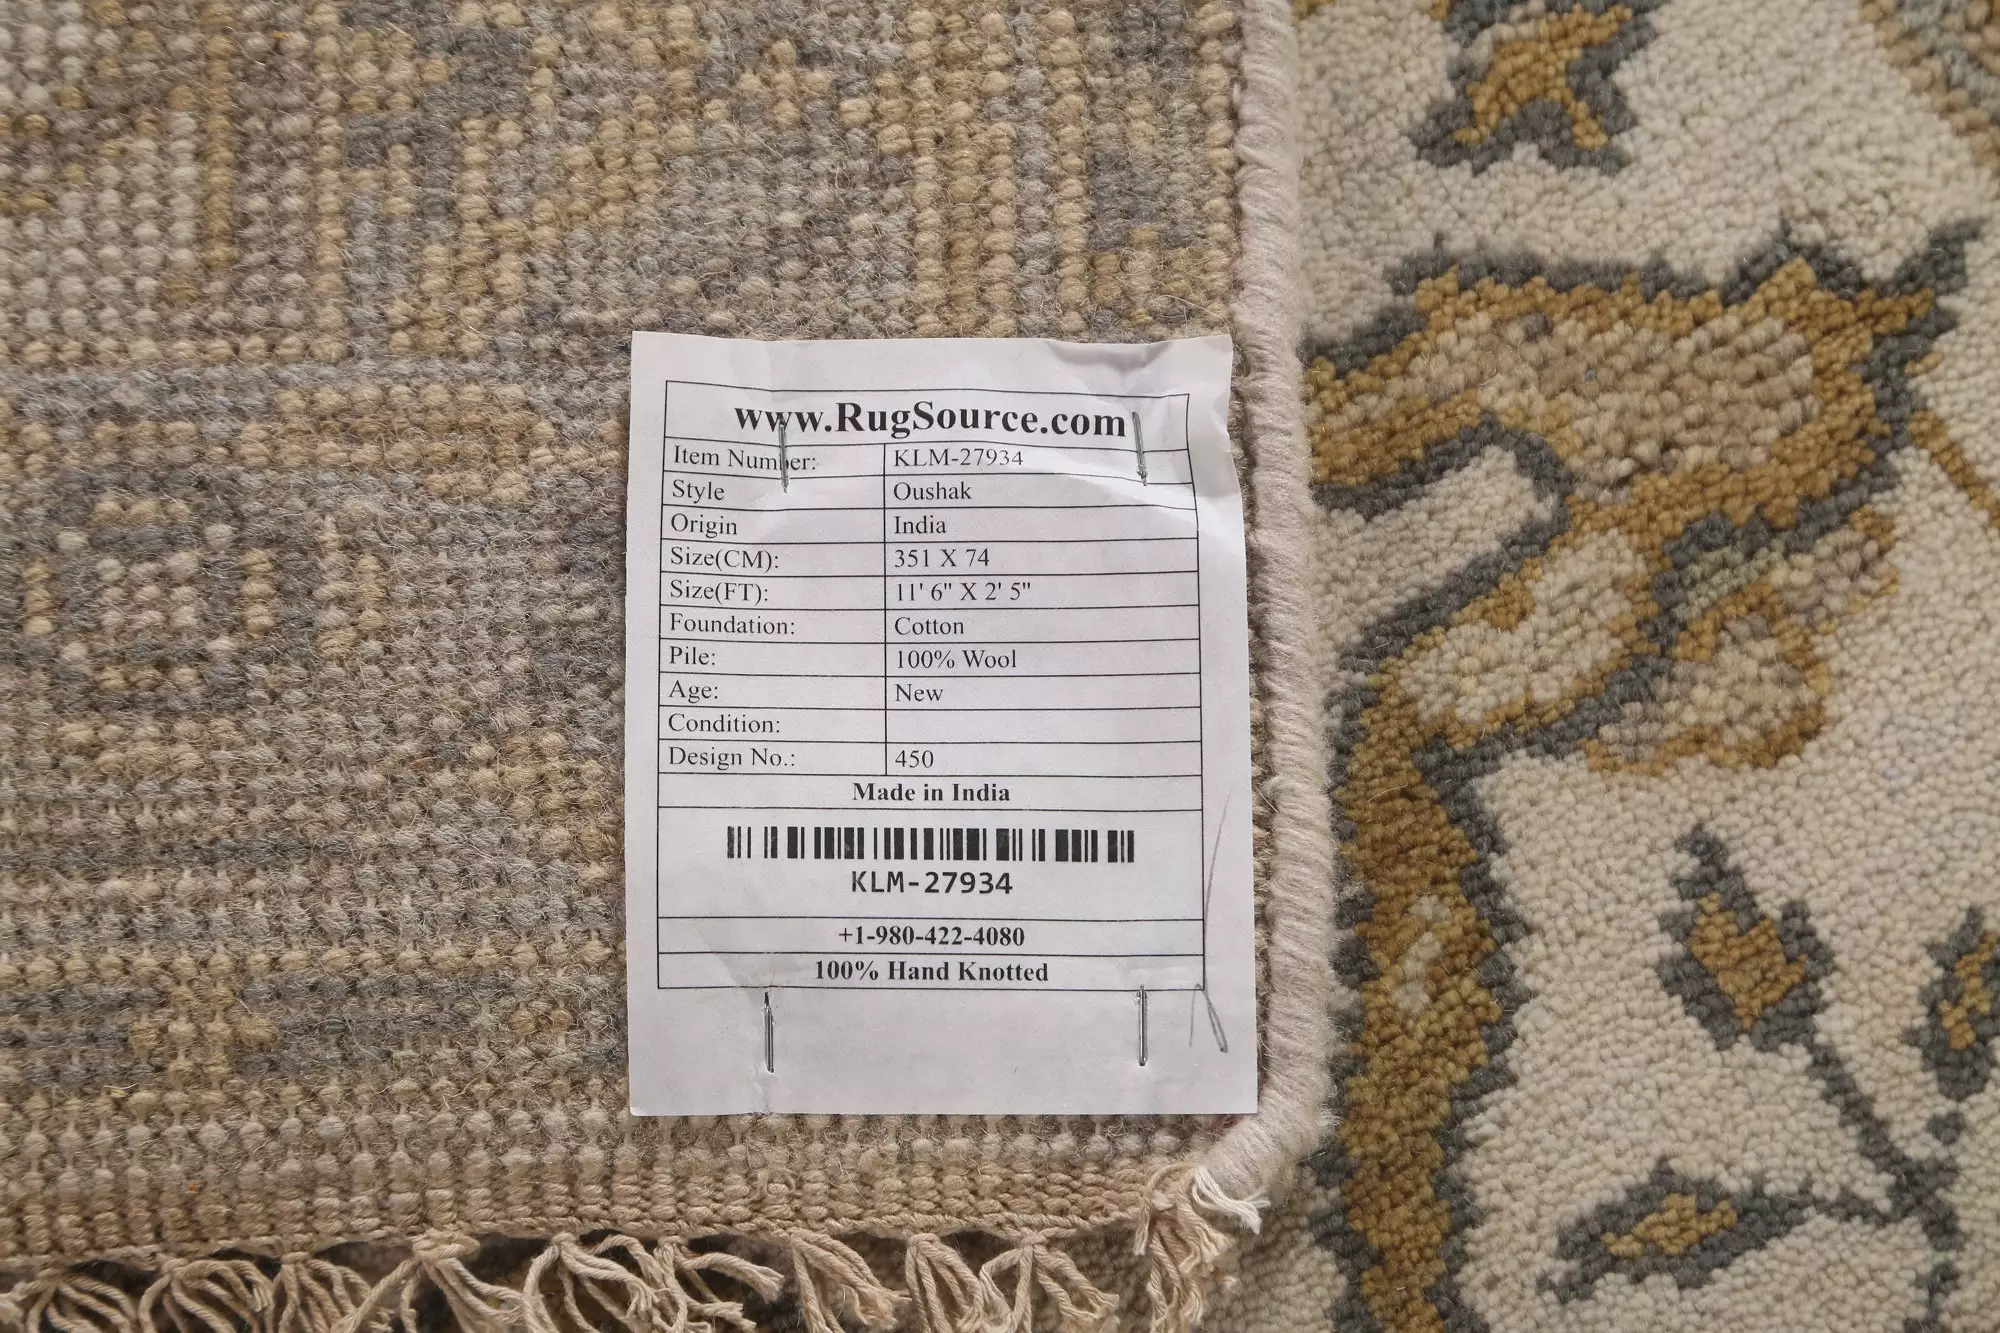 www.RugSource.com
Item Number: KLM-27934
Style Oushak
Origin India
Size(CM): 351 X 74
Size(FT): 11' 6" X 2' 5"
Foundation: Cotton
Pile: 100% Wool
Age: New
Condition:
Design No.: 450
Made in India
KLM-27934
+1-980-422-4080
100% Hand Knotted